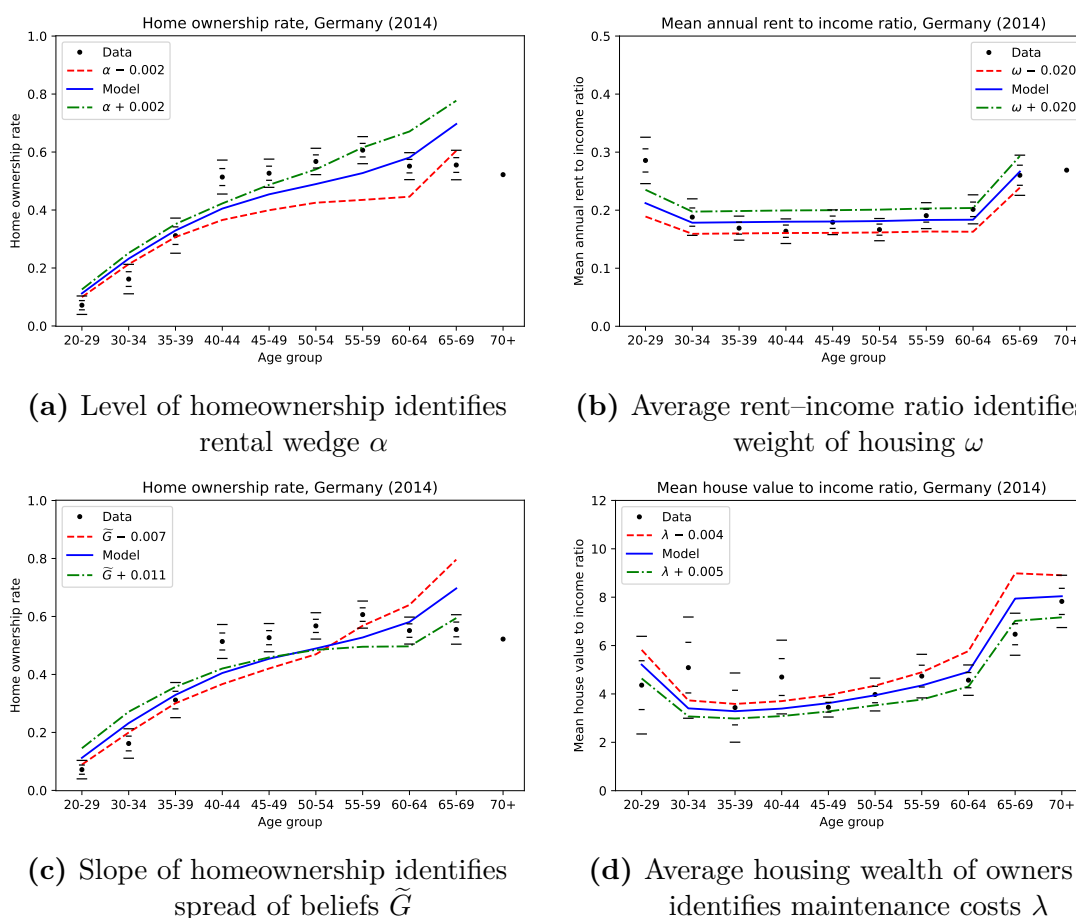 Home ownership rate, Germany (2014)
Home ownership rate
1.0
0.8
0.6
0.4
0.2
0.0
Data
α − 0.002
Model
α + 0.002
20-29 30-34 35-39 40-44 45-49 50-54 55-59 60-64 65-69 70+
Age group
(a) Level of homeownership identifies
rental wedge α
Mean annual rent to income ratio, Germany (2014)
Mean annual rent to income ratio
0.5
0.4
0.3
0.2
0.1
0.0
Data
ω − 0.020
Model
ω + 0.020
20-29 30-34 35-39 40-44 45-49 50-54 55-59 60-64 65-69 70+
Age group
(b) Average rent–income ratio identifies
weight of housing ω
Home ownership rate, Germany (2014)
Home ownership rate
1.0
0.8
0.6
0.4
0.2
0.0
Data
G̃ − 0.007
Model
G̃ + 0.011
20-29 30-34 35-39 40-44 45-49 50-54 55-59 60-64 65-69 70+
Age group
(c) Slope of homeownership identifies
spread of beliefs G̃
Mean house value to income ratio, Germany (2014)
Mean house value to income ratio
12
10
8
6
4
2
0
Data
λ − 0.004
Model
λ + 0.005
20-29 30-34 35-39 40-44 45-49 50-54 55-59 60-64 65-69 70+
Age group
(d) Average housing wealth of owners
identifies maintenance costs λ